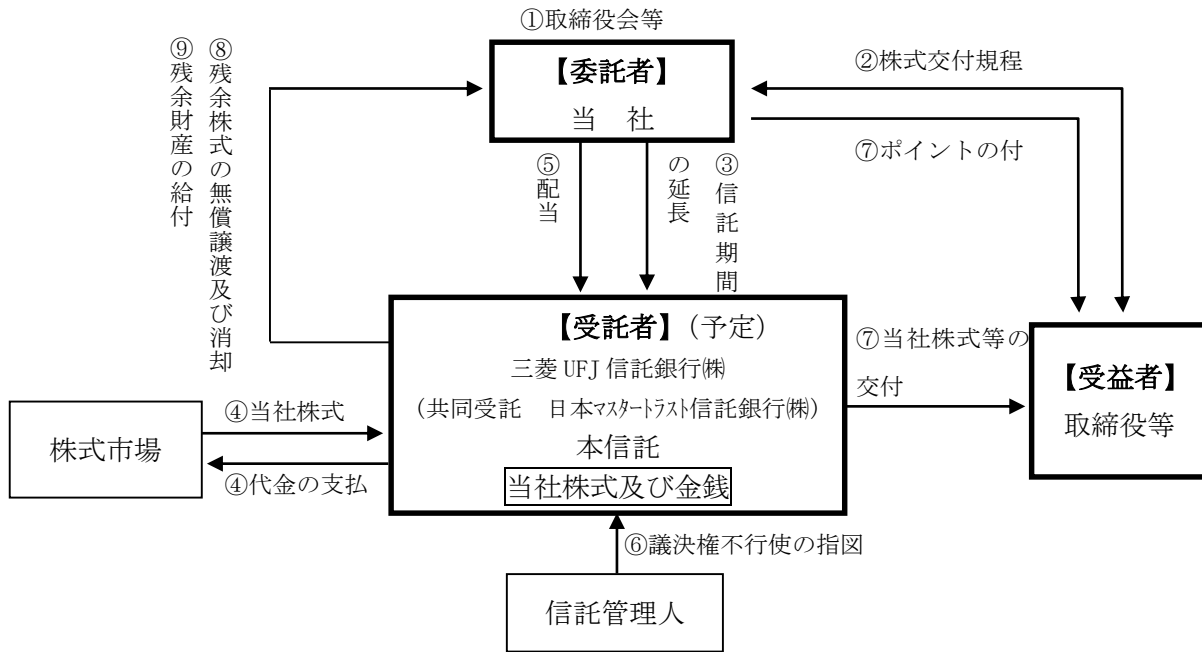 ①取締役会等
【委託者】
当　社
②株式交付規程
⑦ポイントの付
⑨残余財産の給付
⑧残余株式の無償譲渡及び消却
⑤配当
③信託期間
の延長
【受託者】（予定）
三菱 UFJ 信託銀行㈱
（共同受託　日本ﾏｽﾀｰﾄﾗｽﾄ信託銀行㈱）
本信託
当社株式及び金銭
⑦当社株式等の
交付
【受益者】
取締役等
株式市場
④当社株式
④代金の支払
⑥議決権不行使の指図
信託管理人